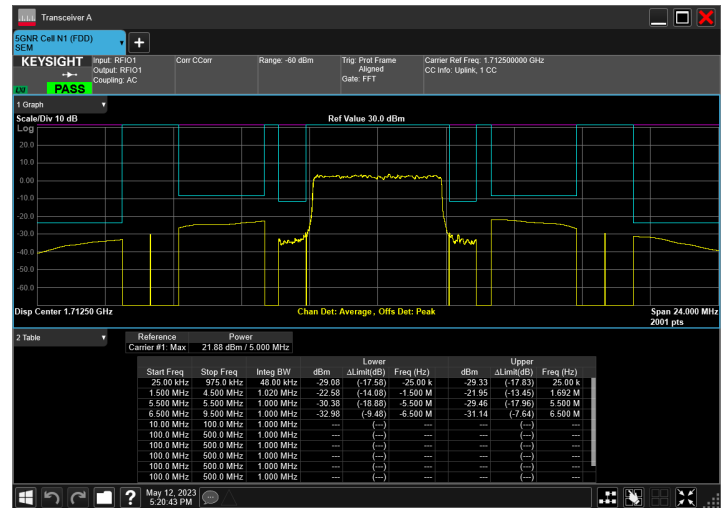 Transceiver A
5GNR Cell N1 (FDD)
SEM
KEYSIGHT
LXI
PASS
Input: RFIO1
Output: RFIO1
Coupling: AC
Corr CCorr
Range: -60 dBm
Trig: Prot Frame
Aligned
Gate: FFT
Carrier Ref Freq: 1.712500000 GHz
CC Info: Uplink, 1 CC
1 Graph
Scale/Div 10 dB
Ref Value 30.0 dBm
Log
20.0
0.00
-10.0
-20.0
-30.0
-40.0
-50.0
-60.0
Disp Center 1.71250 GHz
Chan Det: Average , Offs Det: Peak
Span 24.000 MHz
2001 pts
2 Table
Reference Power
Carrier #1: Max 21.88 dBm / 5.000 MHz
Lower Upper
Start Freq Stop Freq Integ BW dBm ΔLimit(dB) Freq (Hz) dBm ΔLimit(dB) Freq (Hz)
25.00 kHz 975.0 kHz 48.00 kHz -29.08 (-17.58) -25.00 k -29.33 (-17.83) 25.00 k
1.500 MHz 4.500 MHz 1.020 MHz -22.58 (-14.08) -1.500 M -21.95 (-13.45) 1.692 M
5.500 MHz 5.500 MHz 1.000 MHz -30.38 (-18.88) -5.500 M -29.46 (-17.96) 5.500 M
6.500 MHz 9.500 MHz 1.000 MHz -32.98 (-9.48) -6.500 M -31.14 (-7.64) 6.500 M
10.00 MHz 100.0 MHz 1.000 MHz --- (---) --- --- (---) ---
100.0 MHz 500.0 MHz 1.000 MHz --- (---) --- --- (---) ---
100.0 MHz 500.0 MHz 1.000 MHz --- (---) --- --- (---) ---
100.0 MHz 500.0 MHz 1.000 MHz --- (---) --- --- (---) ---
100.0 MHz 500.0 MHz 1.000 MHz --- (---) --- --- (---) ---
100.0 MHz 500.0 MHz 1.000 MHz --- (---) --- --- (---) ---
May 12, 2023
5:20:43 PM